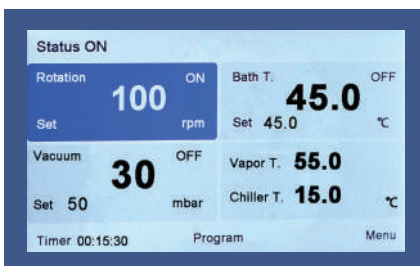 Status ON
Rotation ON
100
Set rpm
Bath T. OFF
45.0
Set 45.0 °C
Vacuum OFF
30
Set 50 mbar
Vapor T. 55.0
Chiller T. 15.0 °C
Timer 00:15:30 Program Menu